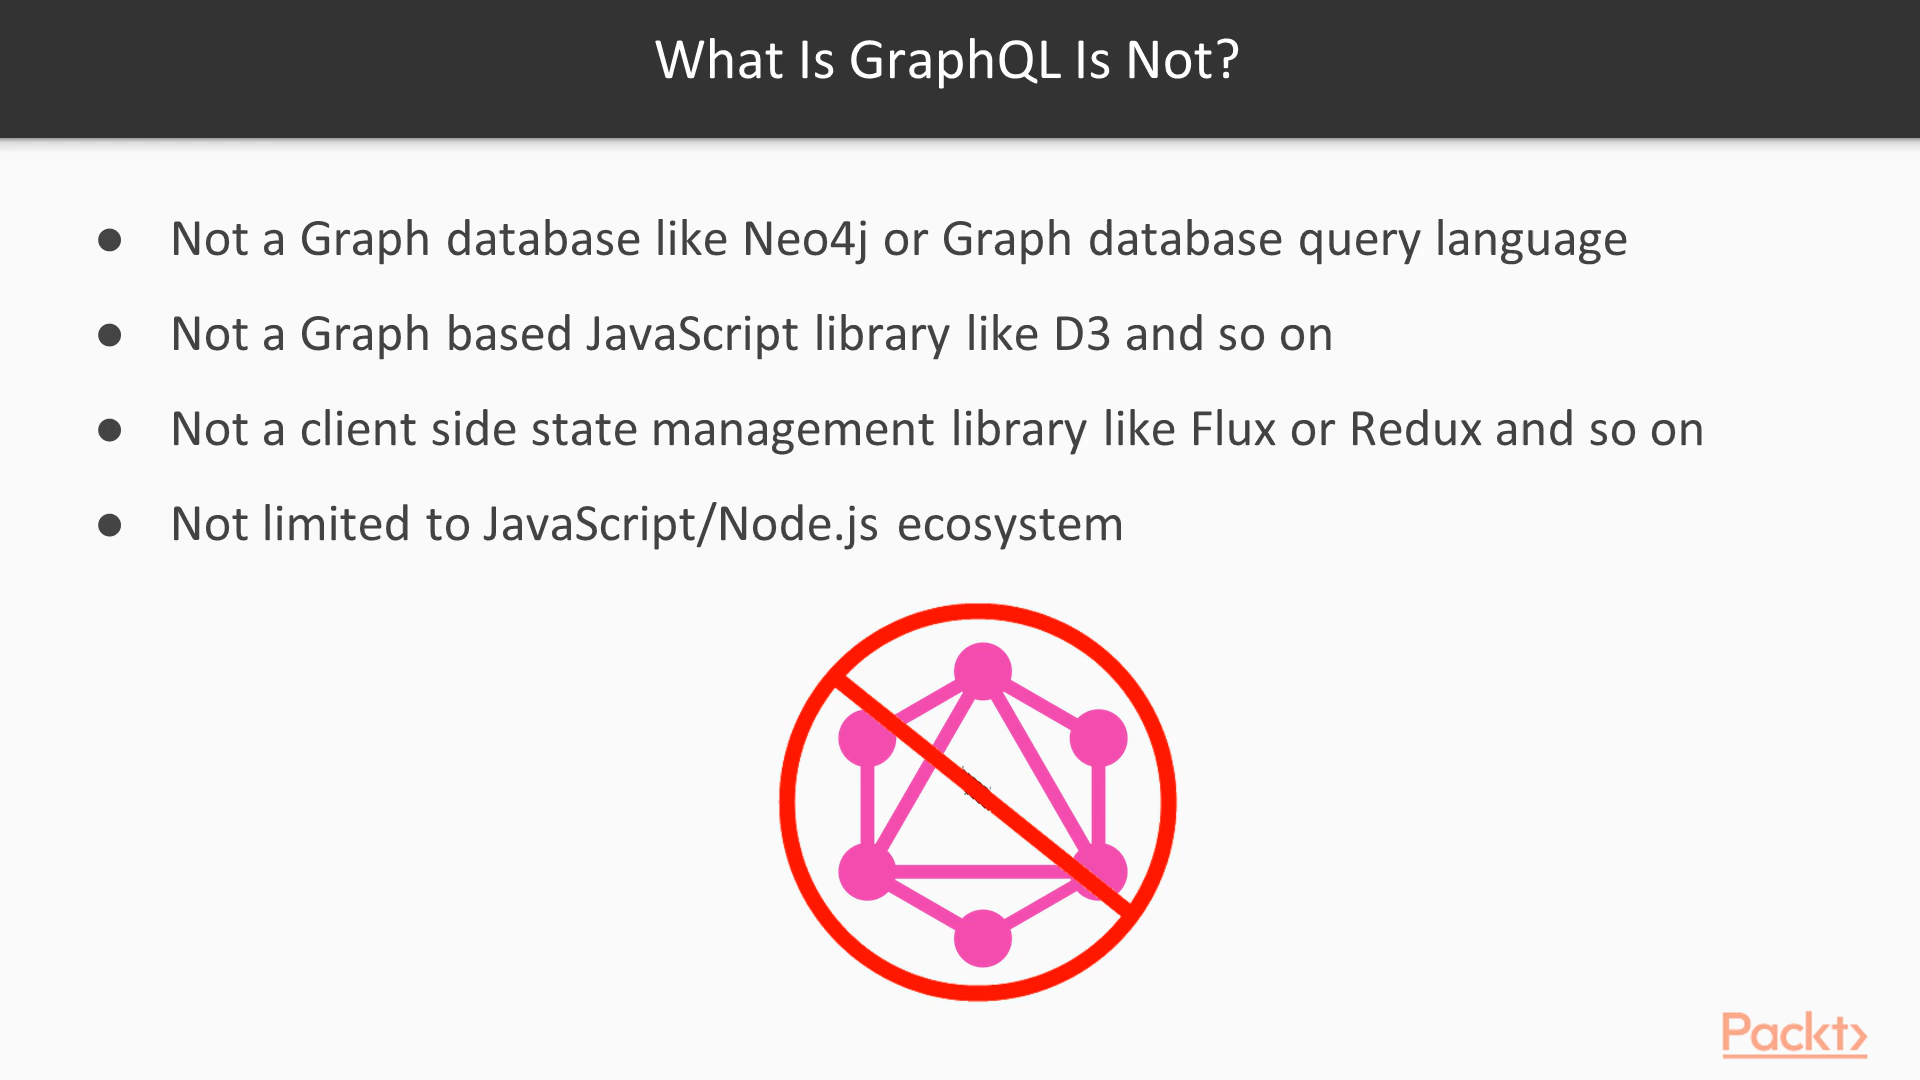 What Is GraphQL Is Not?
● Not a Graph database like Neo4j or Graph database query language
● Not a Graph based JavaScript library like D3 and so on
● Not a client side state management library like Flux or Redux and so on
● Not limited to JavaScript/Node.js ecosystem
Packt>